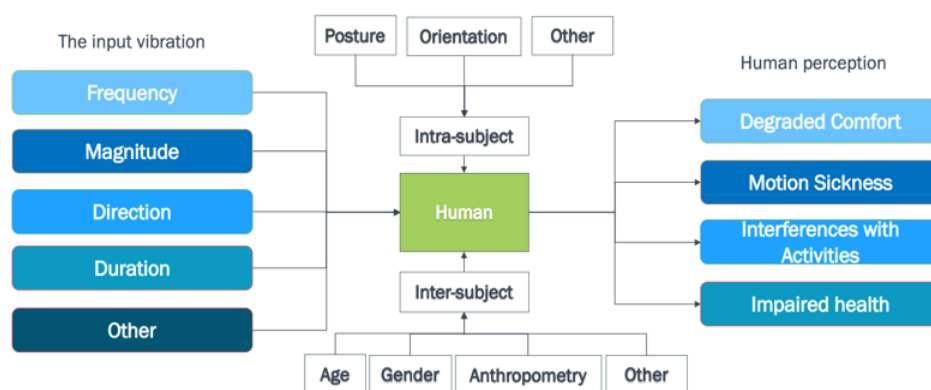 The input vibration
Frequency
Magnitude
Direction
Duration
Other
Posture
Orientation
Other
Intra-subject
Human
Inter-subject
Age
Gender
Anthropometry
Other
Human perception
Degraded Comfort
Motion Sickness
Interferences with
Activities
Impaired health